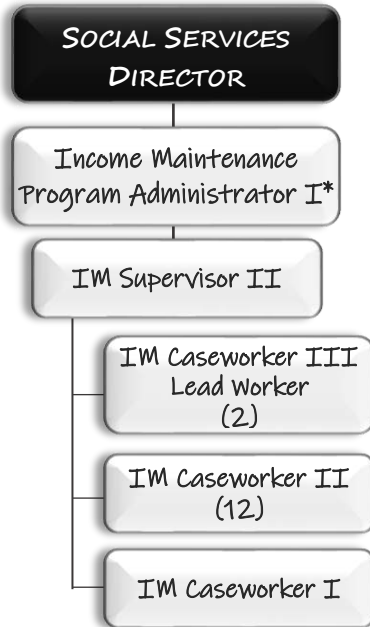 SOCIAL SERVICES
DIRECTOR
Income Maintenance
Program Administrator I*
IM Supervisor II
IM Caseworker III
Lead Worker
(2)
IM Caseworker II
(12)
IM Caseworker I